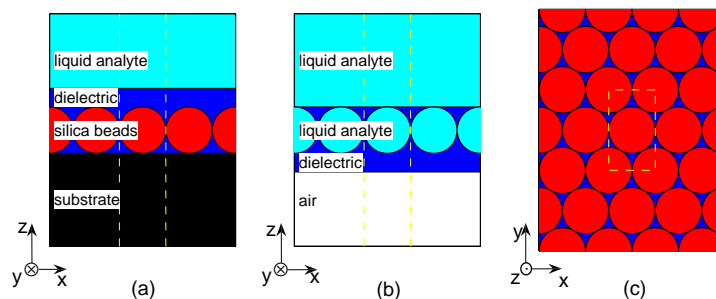 liquid analyte
dielectric
silica beads
substrate
z
y
x
(a)
liquid analyte
liquid analyte
dielectric
air
z
y
x
(b)
y
z
x
(c)